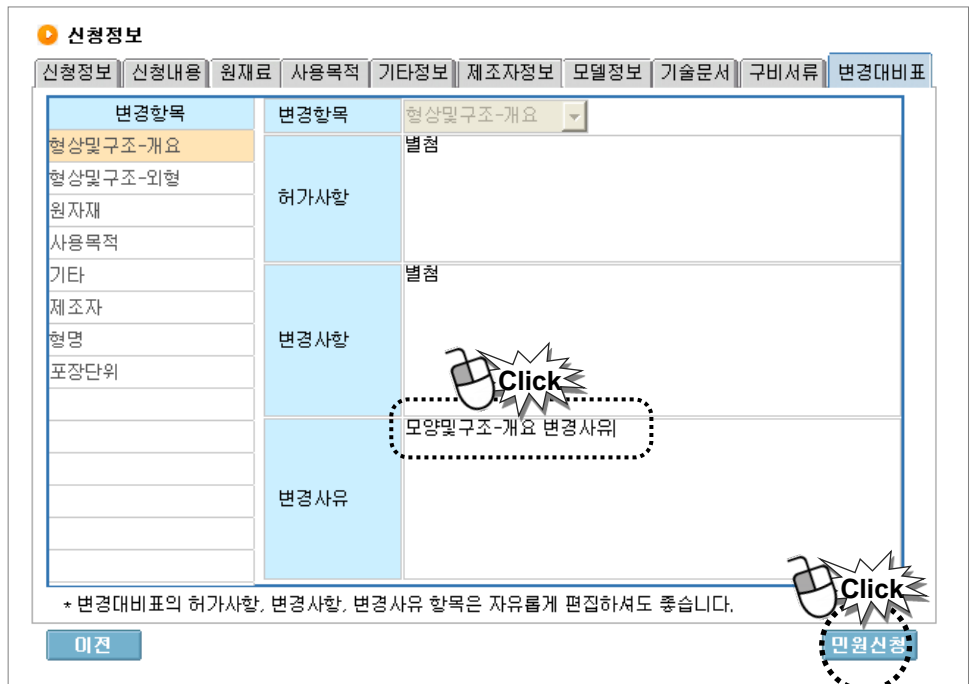 신청정보
신청정보 신청내용 원재료 사용목적 기타정보 제조자정보 모델정보 기술문서 구비서류 변경대비표
변경항목
형상및구조-개요
형상및구조-외형
원자재
사용목적
기타
제조자
형명
포장단위
변경항목 형상및구조-개요
허가사항 별첨
변경사항 별첨
Click
변경사유 모양및구조-개요 변경사유
* 변경대비표의 허가사항, 변경사항, 변경사유 항목은 자유롭게 편집하셔도 좋습니다.
Click
이전 민원신청